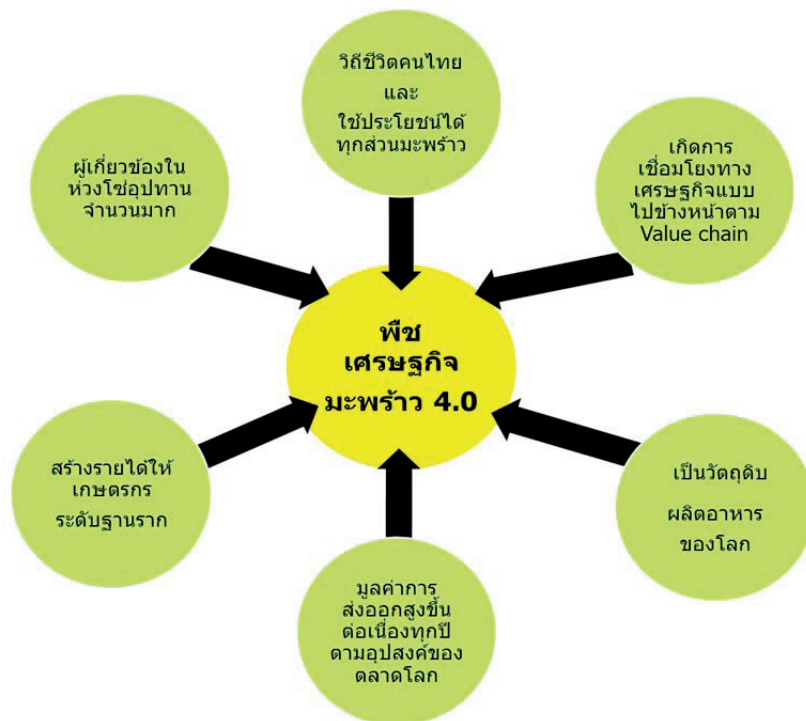 วิถีชีวิตคนไทย
และ
ใช้ประโยชน์ได้
ทุกส่วนมะพร้าว
ผู้เกี่ยวข้องใน
ห่วงโซ่อุปทาน
จำนวนมาก
เกิดการ
เชื่อมโยงทาง
เศรษฐกิจแบบ
ไปข้างหน้าตาม
Value chain
พืช
เศรษฐกิจ
มะพร้าว 4.0
สร้างรายได้ให้
เกษตรกร
ระดับฐานราก
เป็นวัตถุดิบ
ผลิตอาหาร
ของโลก
มูลค่าการ
ส่งออกสูงขึ้น
ต่อเนื่องทุกปี
ตามอุปสงค์ของ
ตลาดโลก